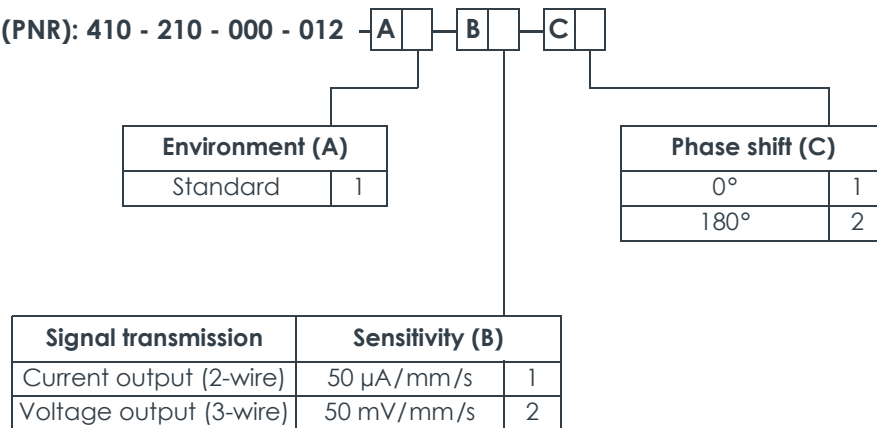 (PNR): 410 - 210 - 000 - 012 - A - B - C
Environment (A)
Standard 1
Phase shift (C)
0° 1
180° 2
Signal transmission Sensitivity (B)
Current output (2-wire) 50 µA/mm/s 1
Voltage output (3-wire) 50 mV/mm/s 2